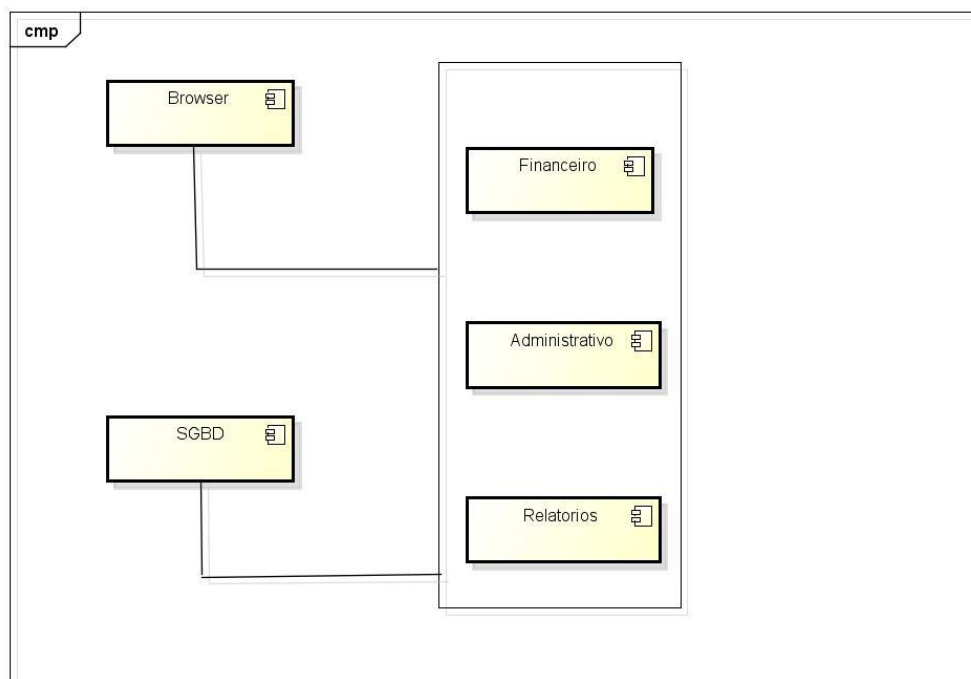 cmp
Browser
Financeiro
Administrativo
SGBD
Relatorios